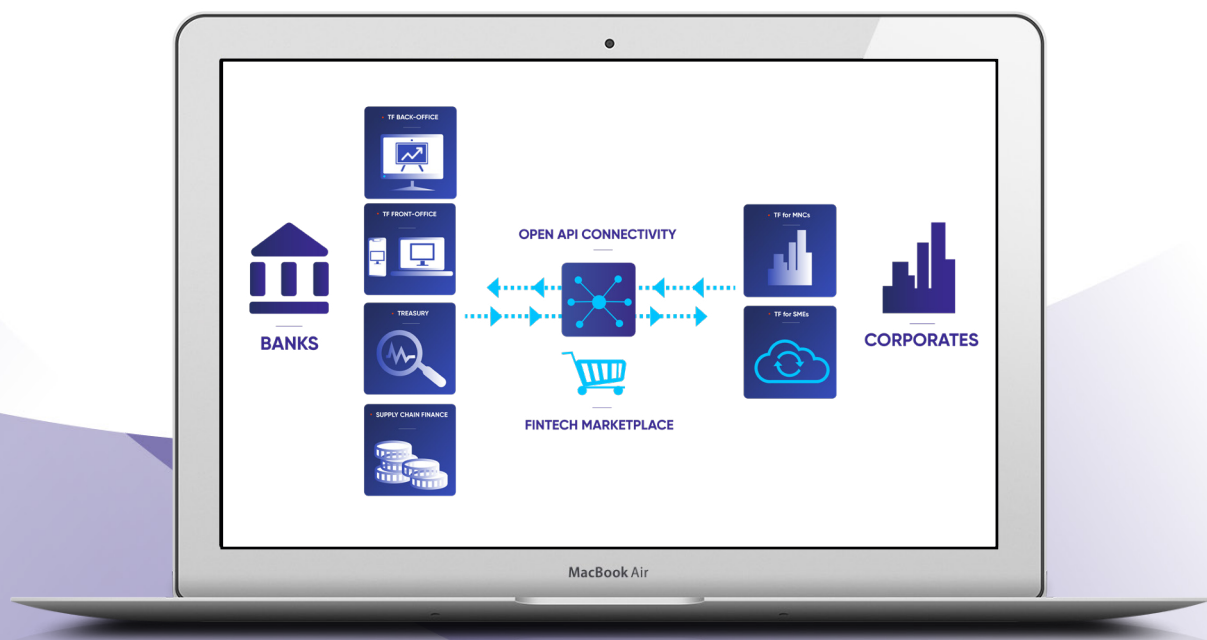 TF BACK-OFFICE
TF FRONT-OFFICE
TREASURY
SUPPLY CHAIN FINANCE
BANKS
OPEN API CONNECTIVITY
FINTECH MARKETPLACE
TF for MNCs
TF for SMEs
CORPORATES
MacBook Air